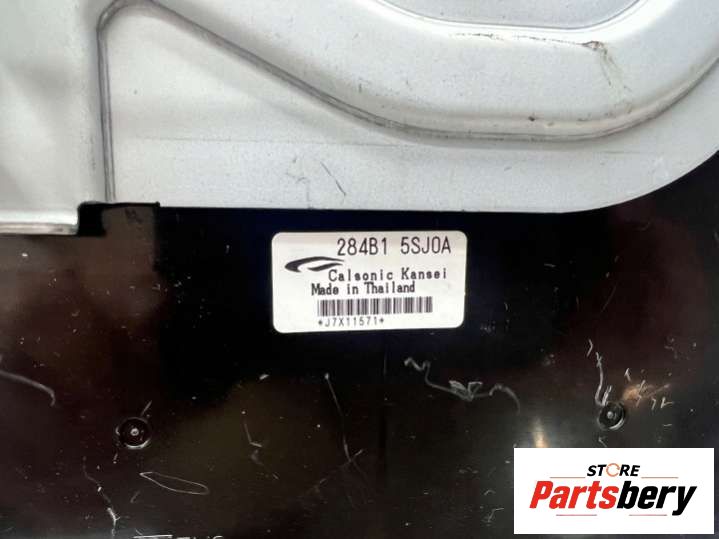 284B1 5SJ0A
Calsonic Kansei
Made in Thailand
*J7X11571*
STORE
Partsbery